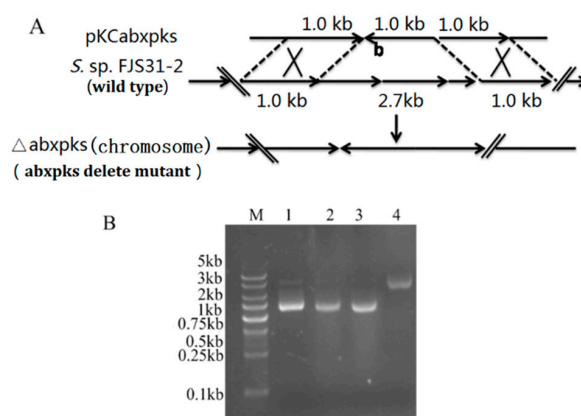 A
1.0 kb 1.0 kb 1.0 kb
pKCabxpks
b
S. sp. FJS31-2
(wild type)
1.0 kb 2.7kb 1.0 kb
△abxpks(chromosome)
( abxpks delete mutant )
B
M 1 2 3 4
5kb
3kb
2kb
1kb
0.75kb
0.5kb
0.25kb
0.1kb